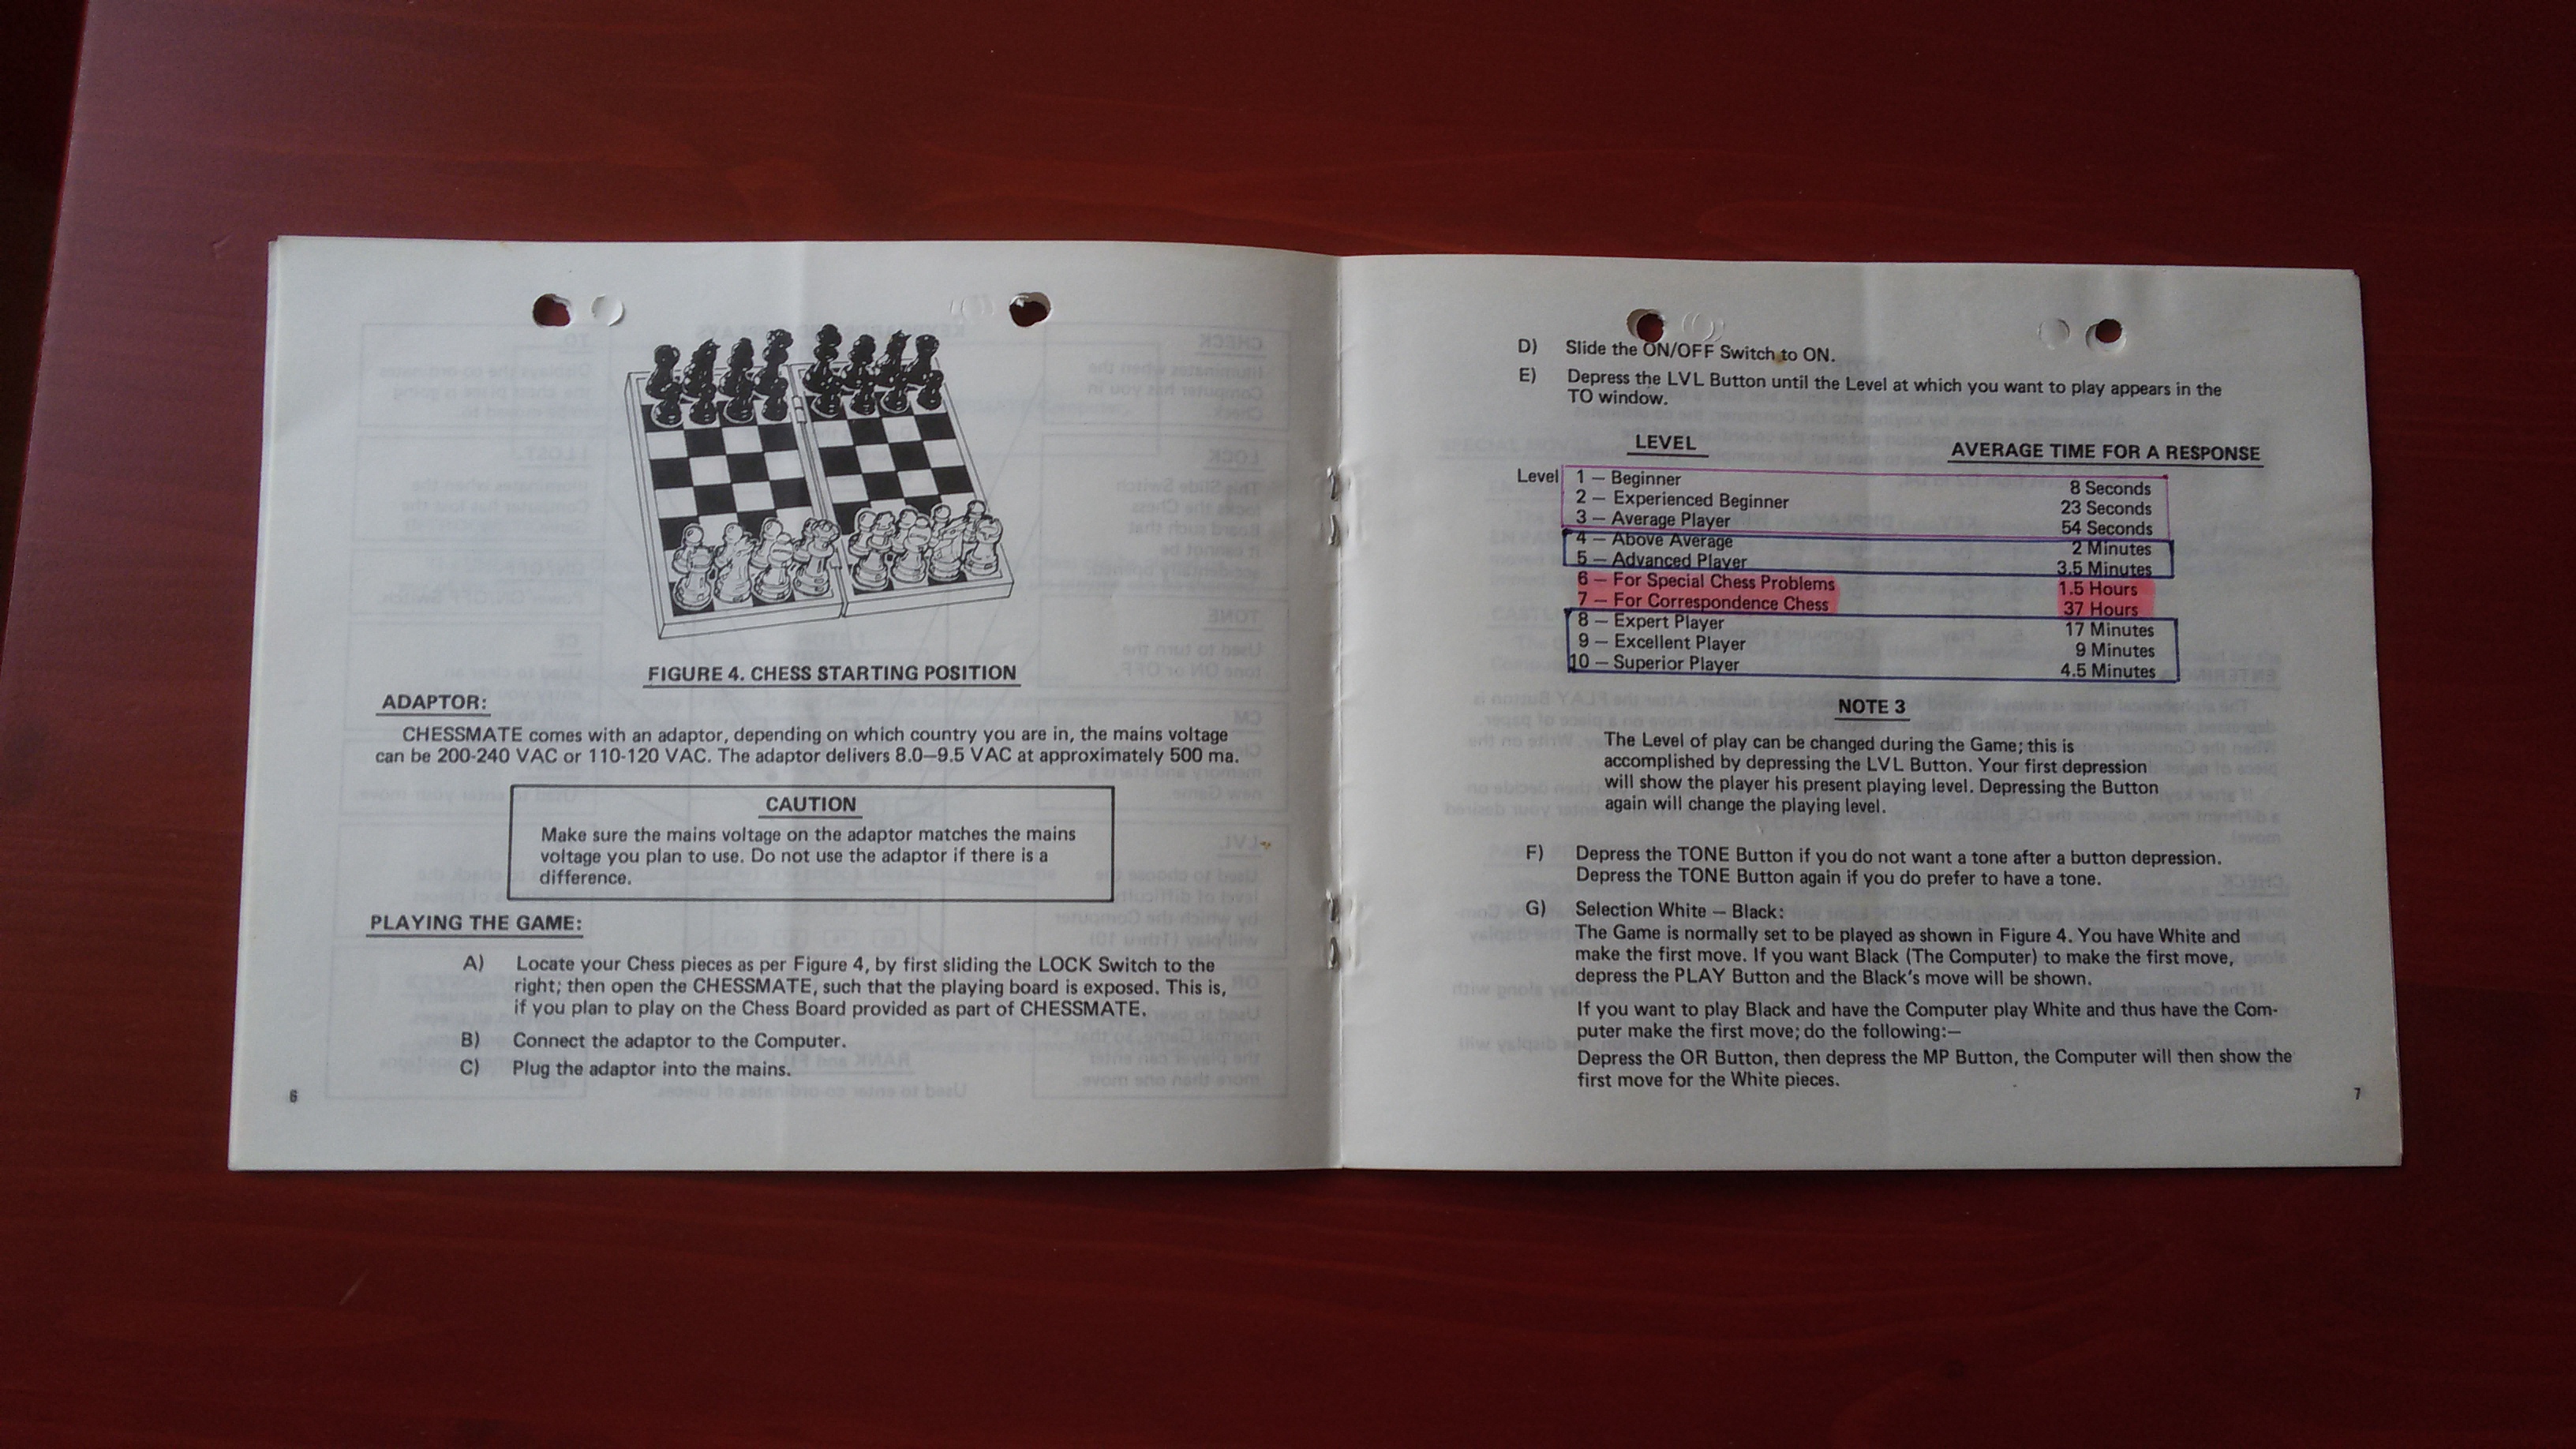 FIGURE 4. CHESS STARTING POSITION
ADAPTOR:
CHESSMATE comes with an adaptor, depending on which country you are in, the mains voltage
can be 200-240 VAC or 110-120 VAC. The adaptor delivers 8.0–9.5 VAC at approximately 500 ma.
CAUTION
Make sure the mains voltage on the adaptor matches the mains
voltage you plan to use. Do not use the adaptor if there is a
difference.
PLAYING THE GAME:
A) Locate your Chess pieces as per Figure 4, by first sliding the LOCK Switch to the
right; then open the CHESSMATE, such that the playing board is exposed. This is,
if you plan to play on the Chess Board provided as part of CHESSMATE.
B) Connect the adaptor to the Computer.
C) Plug the adaptor into the mains.
6
D) Slide the ON/OFF Switch to ON.
E) Depress the LVL Button until the Level at which you want to play appears in the
TO window.
LEVEL AVERAGE TIME FOR A RESPONSE
Level 1 — Beginner 8 Seconds
2 — Experienced Beginner 23 Seconds
3 — Average Player 54 Seconds
4 — Above Average 2 Minutes
5 — Advanced Player 3.5 Minutes
6 — For Special Chess Problems 1.5 Hours
7 — For Correspondence Chess 37 Hours
8 — Expert Player 17 Minutes
9 — Excellent Player 9 Minutes
10 — Superior Player 4.5 Minutes
NOTE 3
The Level of play can be changed during the Game; this is
accomplished by depressing the LVL Button. Your first depression
will show the player his present playing level. Depressing the Button
again will change the playing level.
F) Depress the TONE Button if you do not want a tone after a button depression.
Depress the TONE Button again if you do prefer to have a tone.
G) Selection White — Black:
The Game is normally set to be played as shown in Figure 4. You have White and
make the first move. If you want Black (The Computer) to make the first move,
depress the PLAY Button and the Black's move will be shown.
If you want to play Black and have the Computer play White and thus have the Com-
puter make the first move; do the following:—
Depress the OR Button, then depress the MP Button, the Computer will then show the
first move for the White pieces.
7